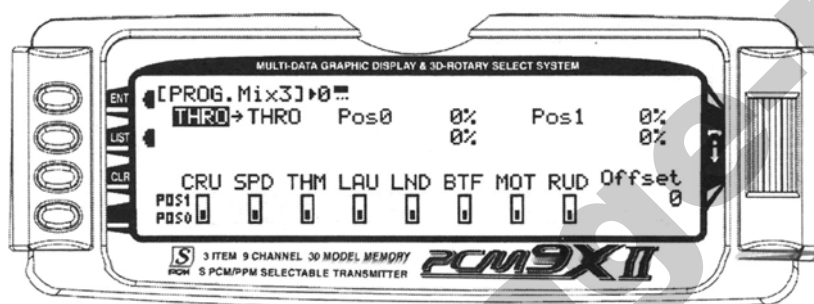 MULTI-DATA GRAPHIC DISPLAY & 3D-ROTARY SELECT SYSTEM
ENT
LIST
CLR
[PROG.Mix3]▸0
THRO→THRO Pos0 0% Pos1 0%
0% 0%
CRU SPD THM LAU LND BTF MOT RUD Offset
POS1
POS0 0
S 3 ITEM 9 CHANNEL 30 MODEL MEMORY
PCM S PCM/PPM SELECTABLE TRANSMITTER
PCM9XII